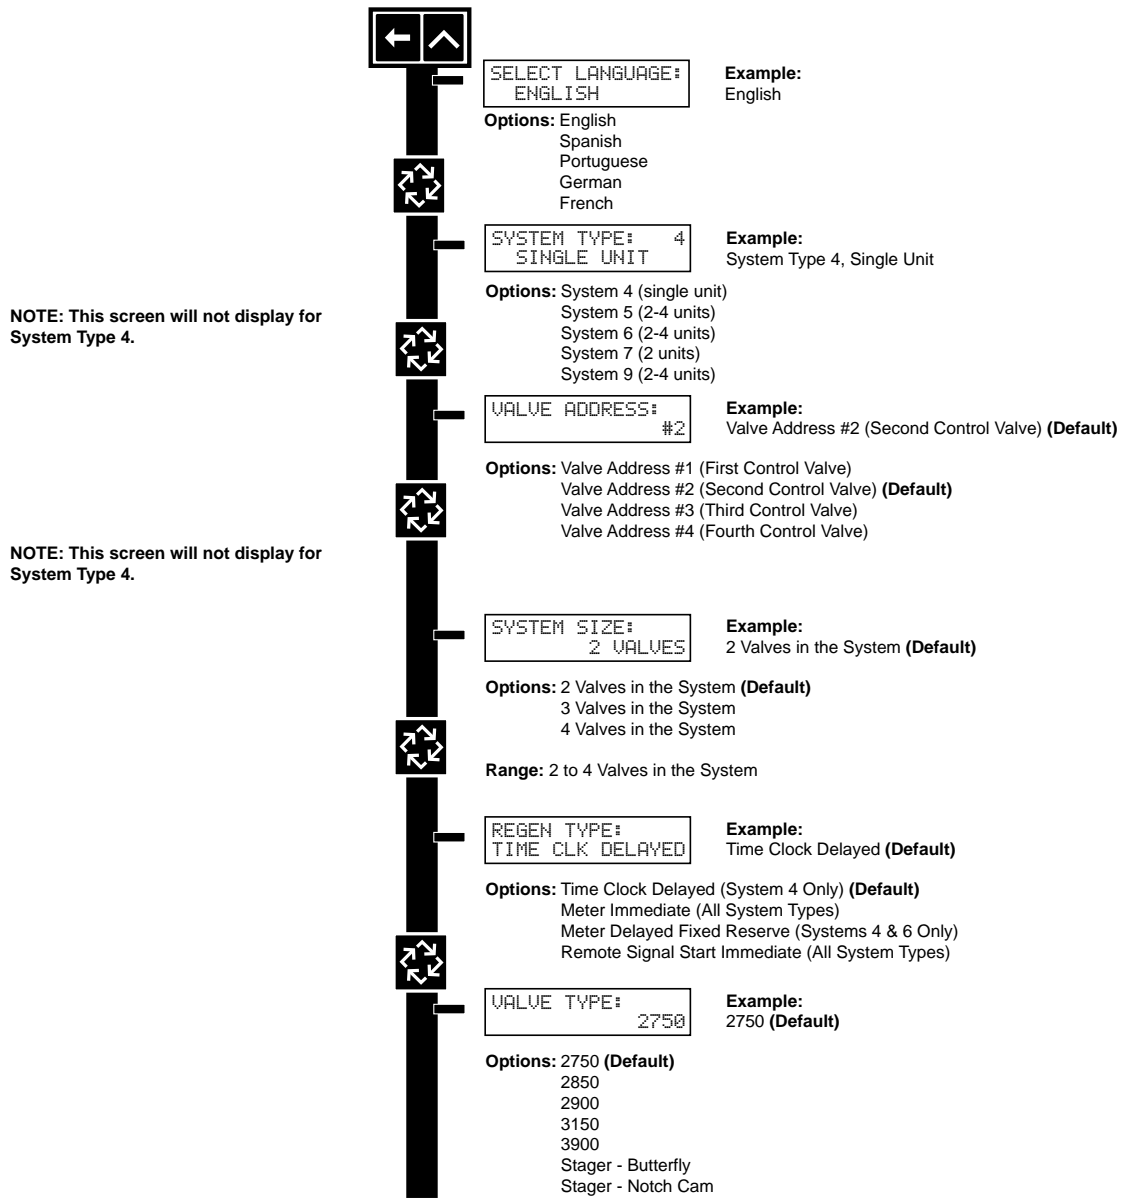 SELECT LANGUAGE:
ENGLISH
Example:
English
Options: English
Spanish
Portuguese
German
French
SYSTEM TYPE: 4
SINGLE UNIT
Example:
System Type 4, Single Unit
Options: System 4 (single unit)
System 5 (2-4 units)
System 6 (2-4 units)
System 7 (2 units)
System 9 (2-4 units)
NOTE: This screen will not display for
System Type 4.
VALVE ADDRESS:
#2
Example:
Valve Address #2 (Second Control Valve) (Default)
Options: Valve Address #1 (First Control Valve)
Valve Address #2 (Second Control Valve) (Default)
Valve Address #3 (Third Control Valve)
Valve Address #4 (Fourth Control Valve)
NOTE: This screen will not display for
System Type 4.
SYSTEM SIZE:
2 VALVES
Example:
2 Valves in the System (Default)
Options: 2 Valves in the System (Default)
3 Valves in the System
4 Valves in the System
Range: 2 to 4 Valves in the System
REGEN TYPE:
TIME CLK DELAYED
Example:
Time Clock Delayed (Default)
Options: Time Clock Delayed (System 4 Only) (Default)
Meter Immediate (All System Types)
Meter Delayed Fixed Reserve (Systems 4 & 6 Only)
Remote Signal Start Immediate (All System Types)
VALVE TYPE:
2750
Example:
2750 (Default)
Options: 2750 (Default)
2850
2900
3150
3900
Stager - Butterfly
Stager - Notch Cam